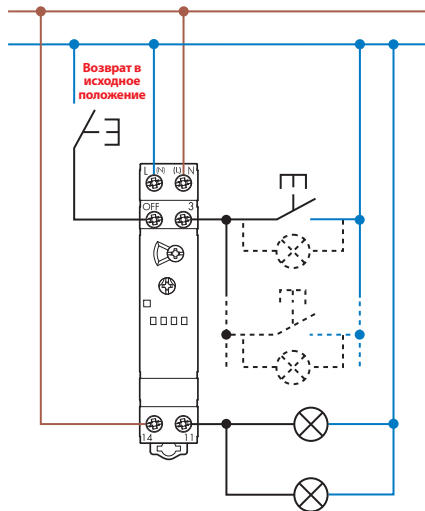 Возврат в
исходное
положение
L (N) (L) N
OFF 3
14 11